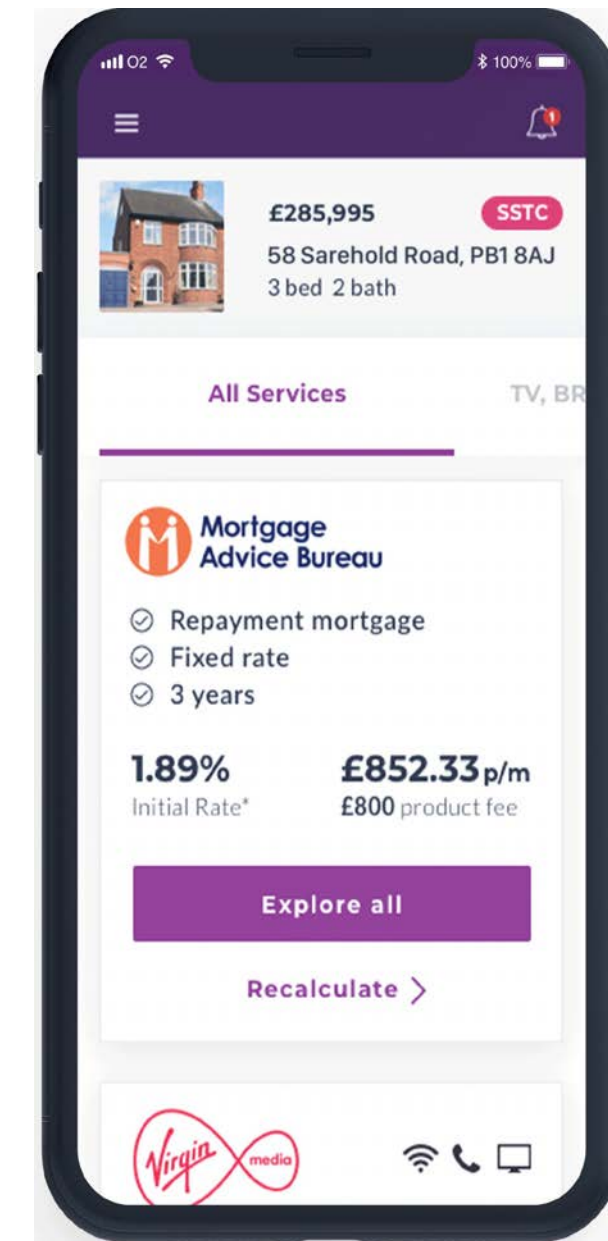 O2 100%
1
£285,995 SSTC
58 Sarehold Road, PB1 8AJ
3 bed 2 bath
All Services TV, BR
Mortgage
Advice Bureau
Repayment mortgage
Fixed rate
3 years
1.89% £852.33 p/m
Initial Rate* £800 product fee
Explore all
Recalculate
Virgin media